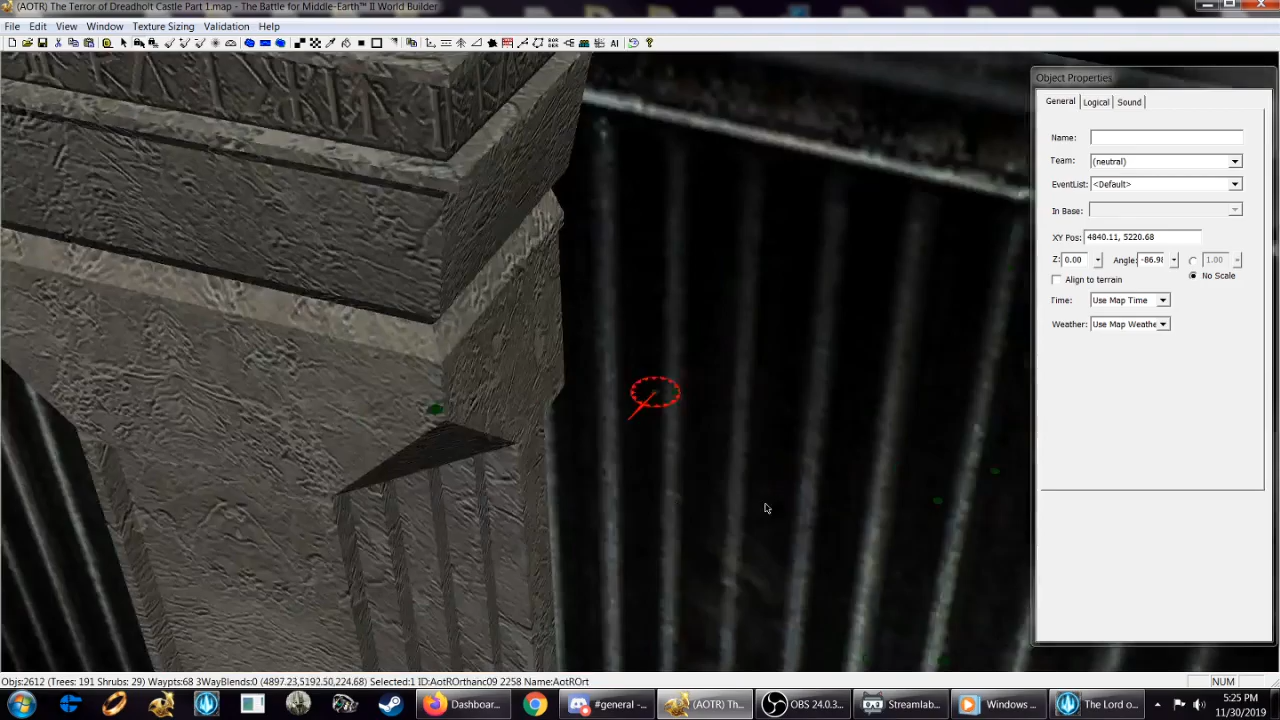 (AOTR) The Terror of Dreadholt Castle Part 1.map - The Battle for Middle-Earth™ II World Builder
File Edit View Window Texture Sizing Validation Help
AI
Object Properties
General Logical Sound
Name:
Team: (neutral)
EventList: <Default>
In Base:
XY Pos: 4840.11, 5220.68
Z: 0.00 Angle: -86.98 1.00
No Scale
Align to terrain
Time: Use Map Time
Weather: Use Map Weathe
Objs:2612 (Trees: 191 Shrubs: 29) Waypts:68 3WayBlends:0 (4897.23,5192.50,224.68) Selected:1 ID:AotROrthanc09 2258 Name:AotROrt
NUM
Dashboar...
#general -...
(AOTR) Th...
OBS 24.0.3...
Streamlab...
Windows ...
The Lord o...
5:25 PM
11/30/2019